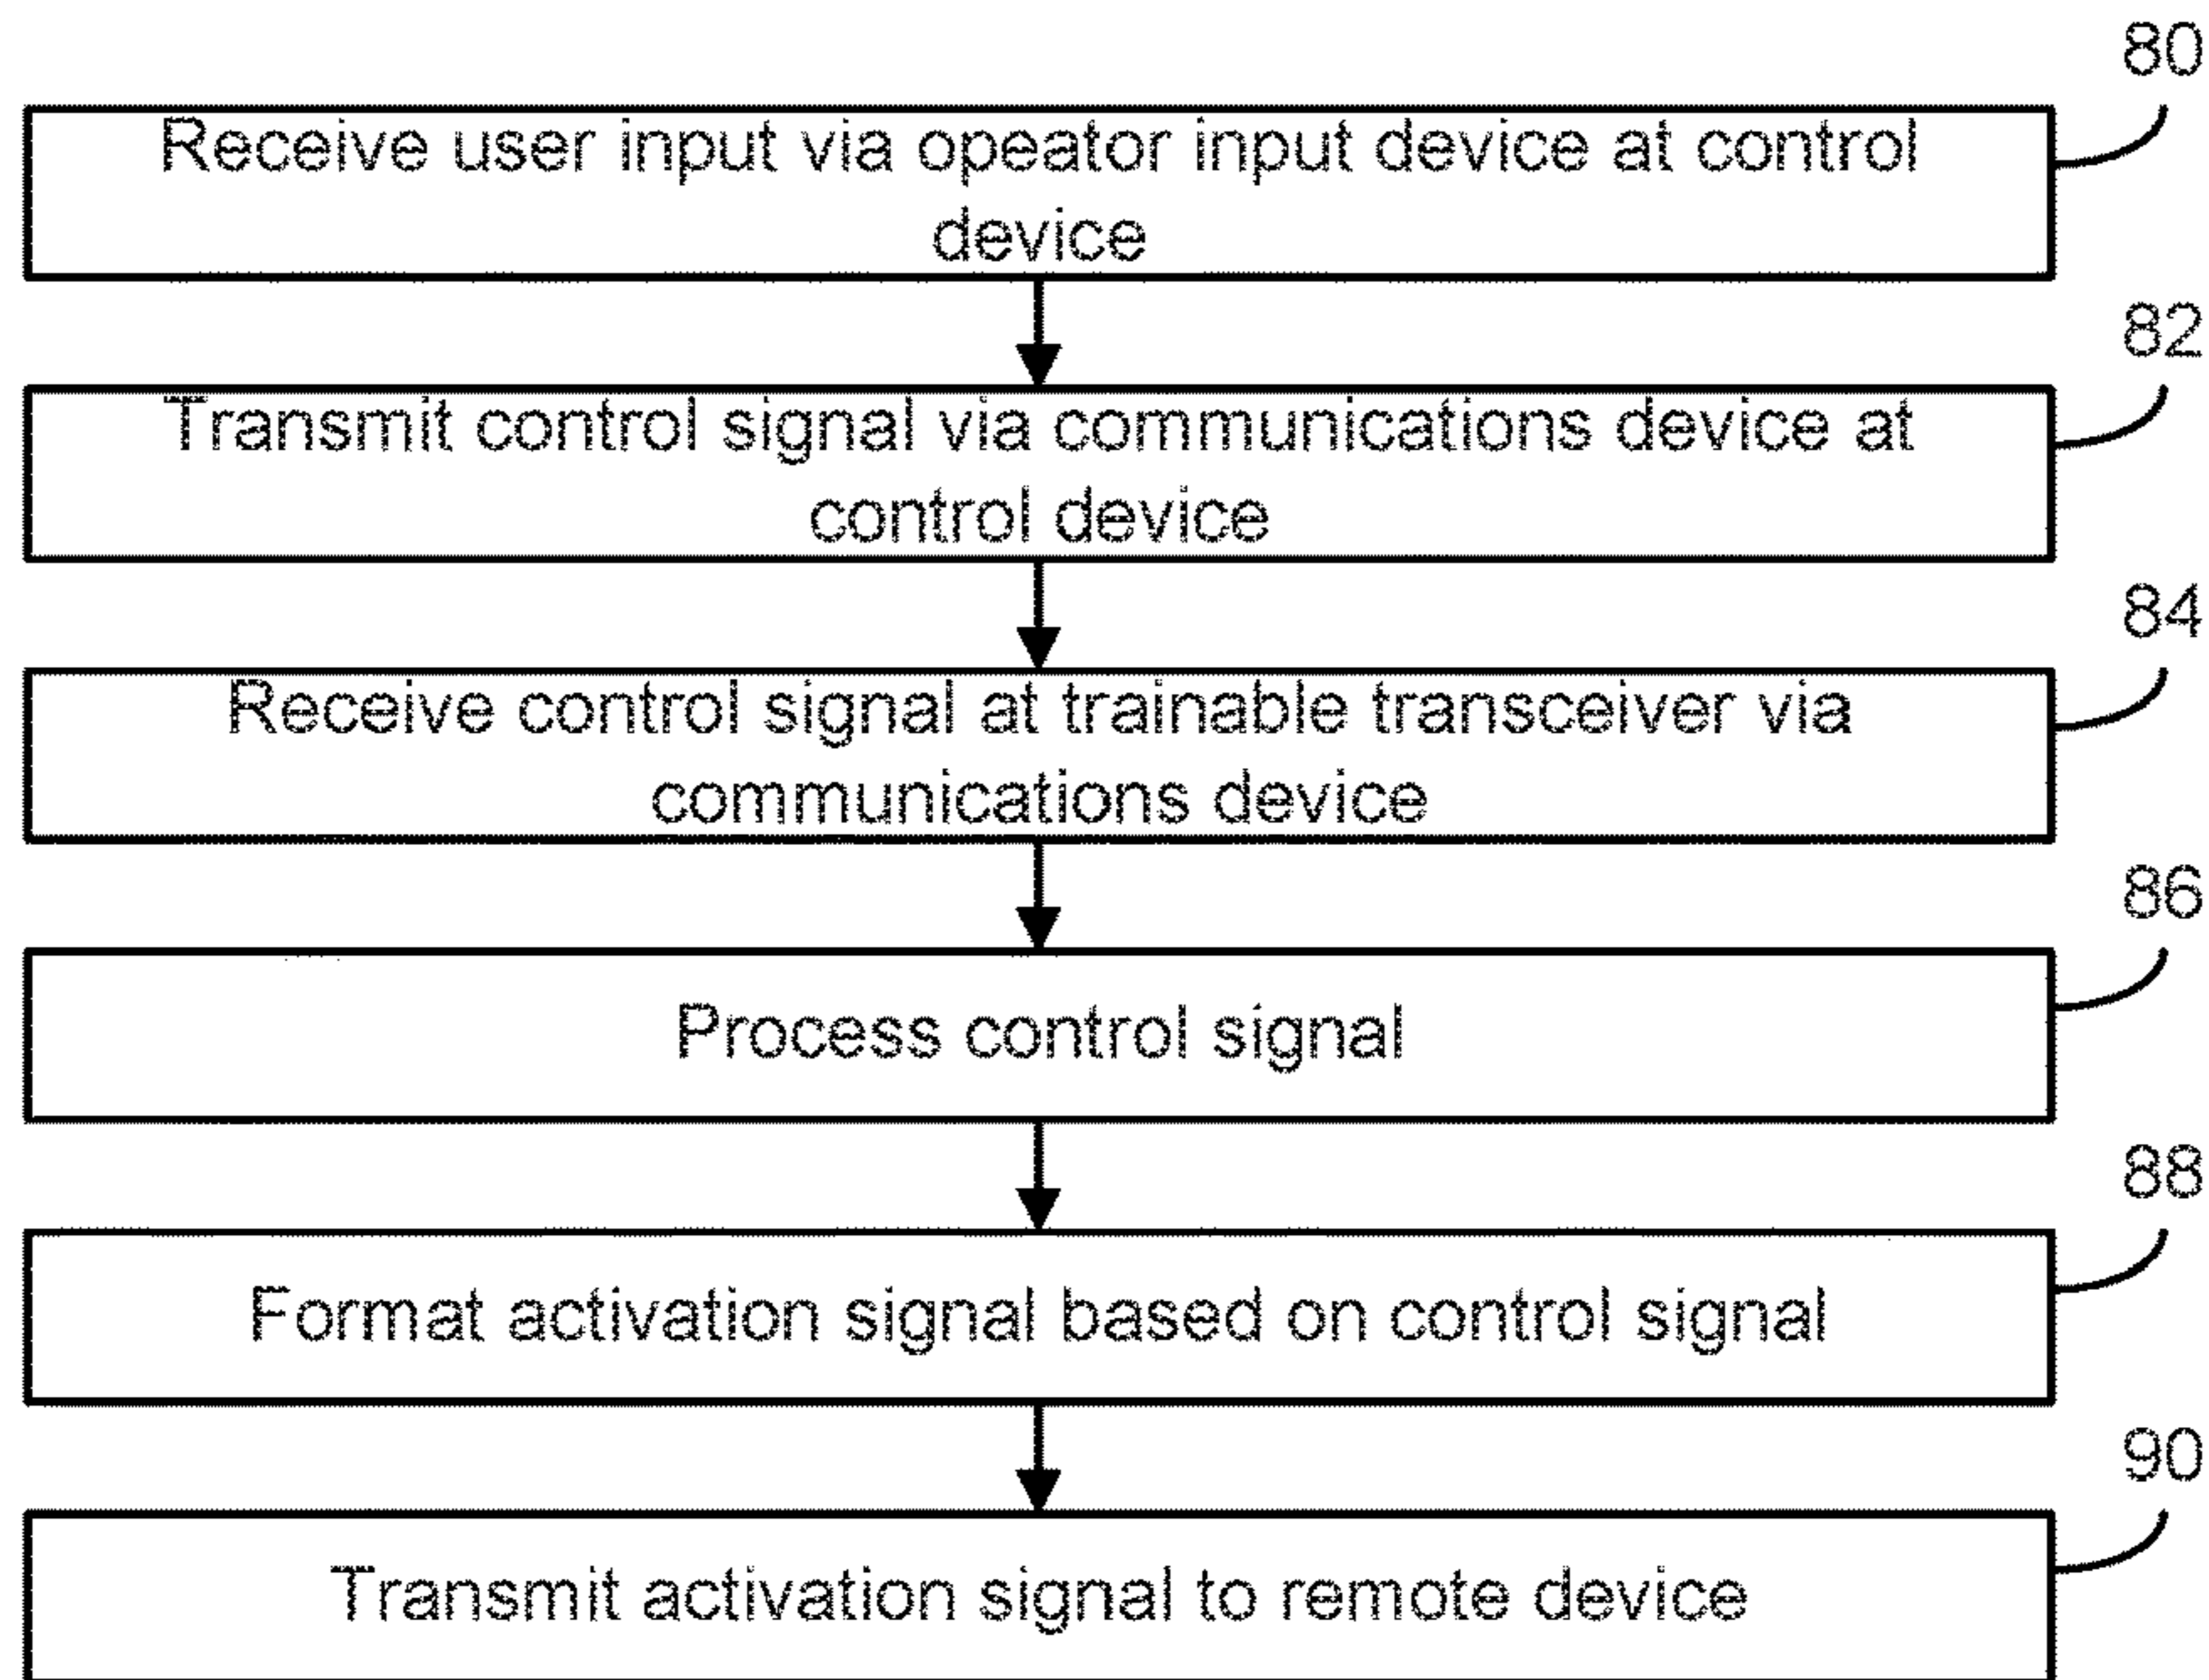 80
Receive user input via opeator input device at control
device
82
Transmit control signal via communications device at
control device
84
Receive control signal at trainable transceiver via
communications device
86
Process control signal
88
Format activation signal based on control signal
90
Transmit activation signal to remote device